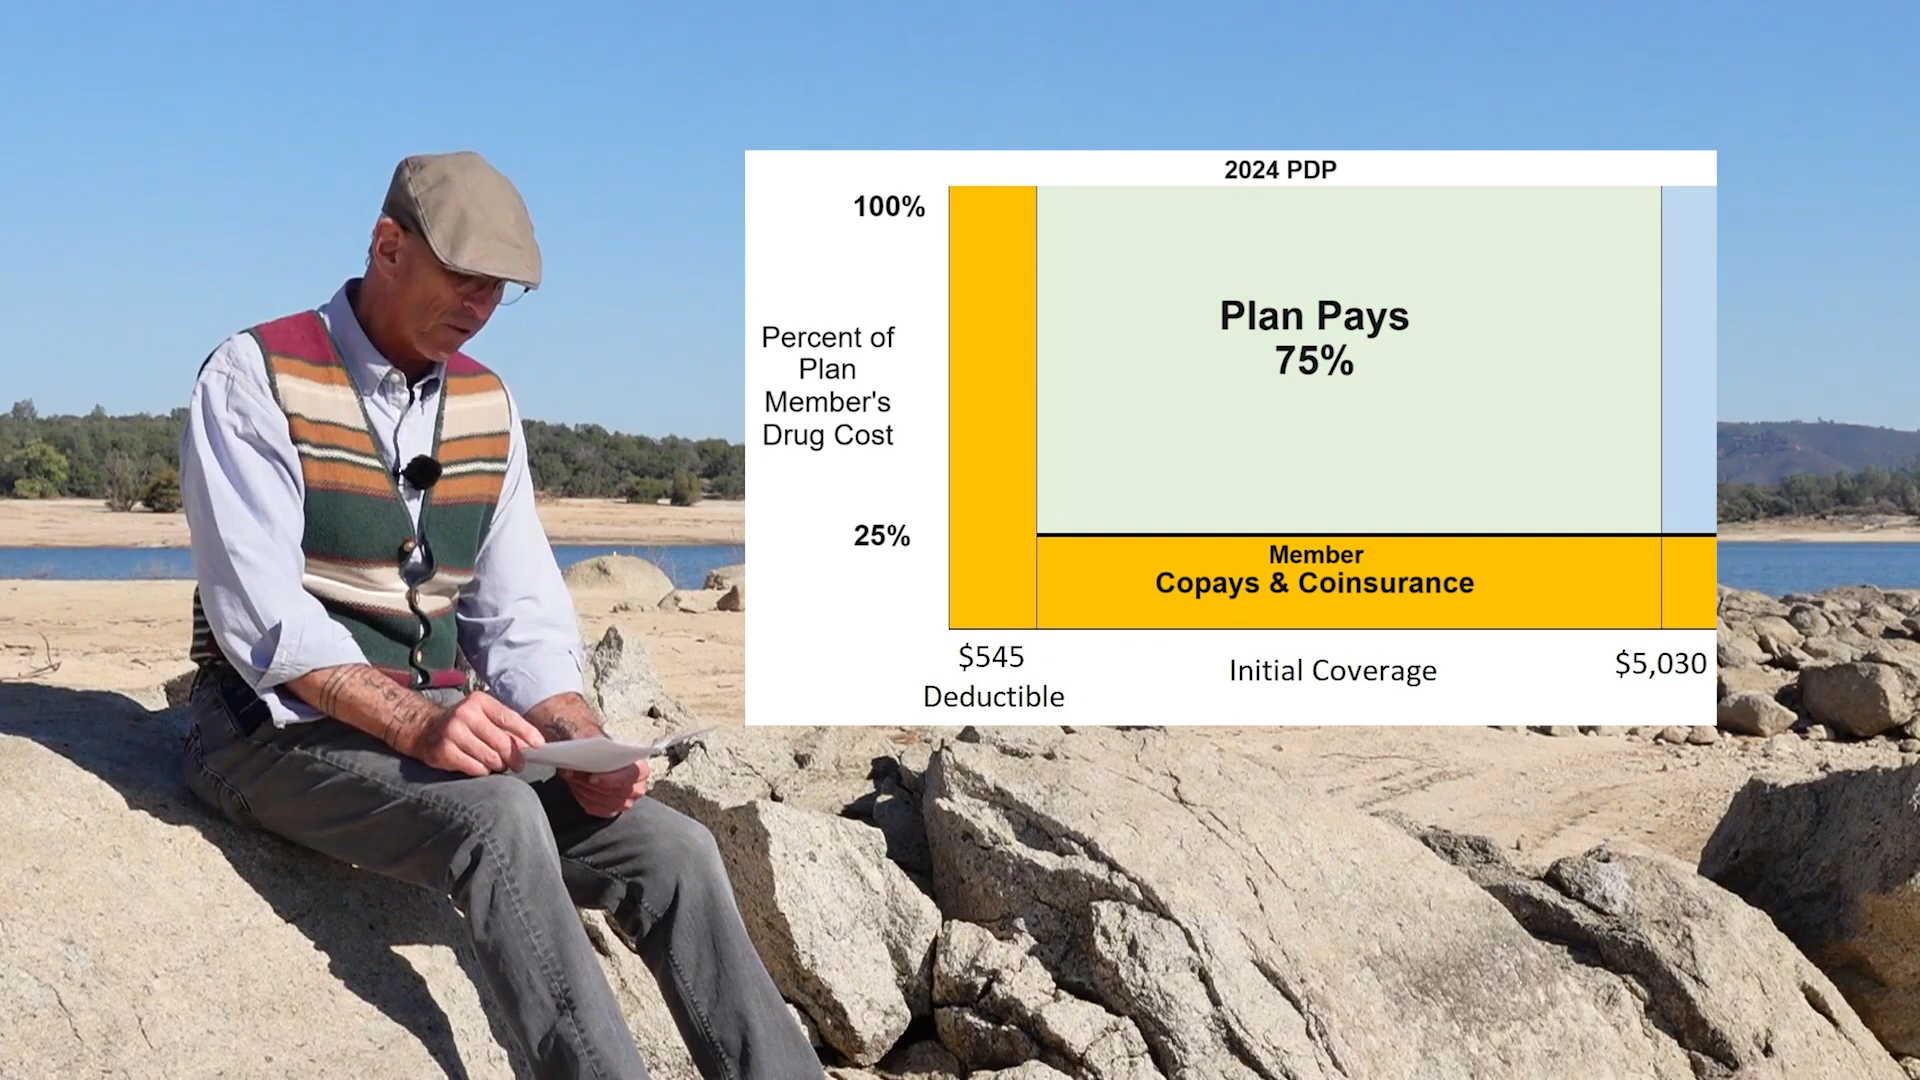 2024 PDP
100%
Percent of
Plan
Member's
Drug Cost
Plan Pays
75%
25%
Member
Copays & Coinsurance
$545
Deductible
Initial Coverage
$5,030